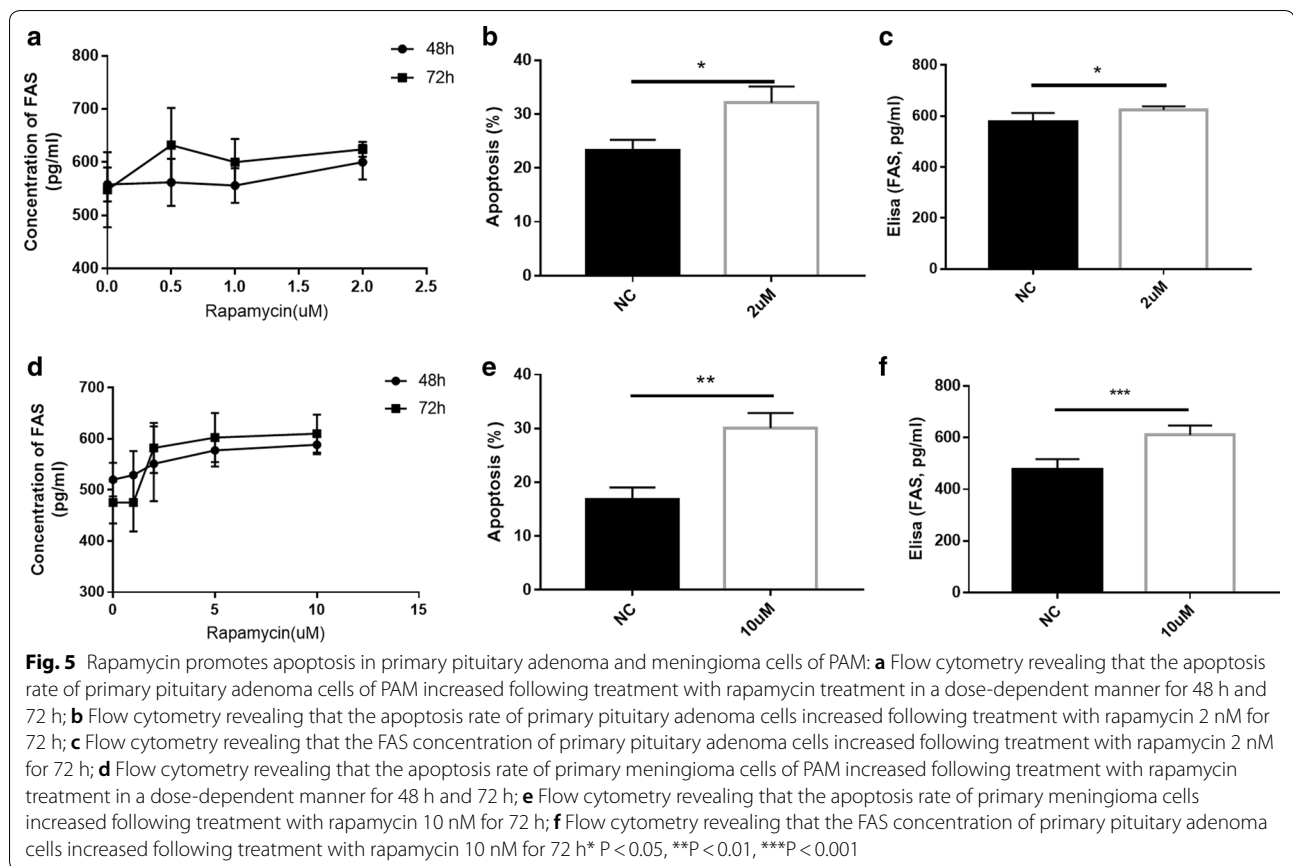 a
800
700
600
500
400
Concentration of FAS
(pg/ml)
0.0 0.5 1.0 1.5 2.0 2.5
Rapamycin(uM)
48h
72h
b
40
30
20
10
0
Apoptosis (%)
*
NC
2uM
c
800
600
400
200
0
Elisa (FAS, pg/ml)
*
NC
2uM
d
700
600
500
400
300
Concentration of FAS
(pg/ml)
0 5 10 15
Rapamycin(uM)
48h
72h
e
40
30
20
10
0
Apoptosis (%)
**
NC
10uM
f
800
600
400
200
0
Elisa (FAS, pg/ml)
***
NC
10uM
Fig. 5 Rapamycin promotes apoptosis in primary pituitary adenoma and meningioma cells of PAM: a Flow cytometry revealing that the apoptosis
rate of primary pituitary adenoma cells of PAM increased following treatment with rapamycin treatment in a dose-dependent manner for 48 h and
72 h; b Flow cytometry revealing that the apoptosis rate of primary pituitary adenoma cells increased following treatment with rapamycin 2 nM for
72 h; c Flow cytometry revealing that the FAS concentration of primary pituitary adenoma cells increased following treatment with rapamycin 2 nM
for 72 h; d Flow cytometry revealing that the apoptosis rate of primary meningioma cells of PAM increased following treatment with rapamycin
treatment in a dose-dependent manner for 48 h and 72 h; e Flow cytometry revealing that the apoptosis rate of primary meningioma cells
increased following treatment with rapamycin 10 nM for 72 h; f Flow cytometry revealing that the FAS concentration of primary pituitary adenoma
cells increased following treatment with rapamycin 10 nM for 72 h* P < 0.05, **P < 0.01, ***P < 0.001